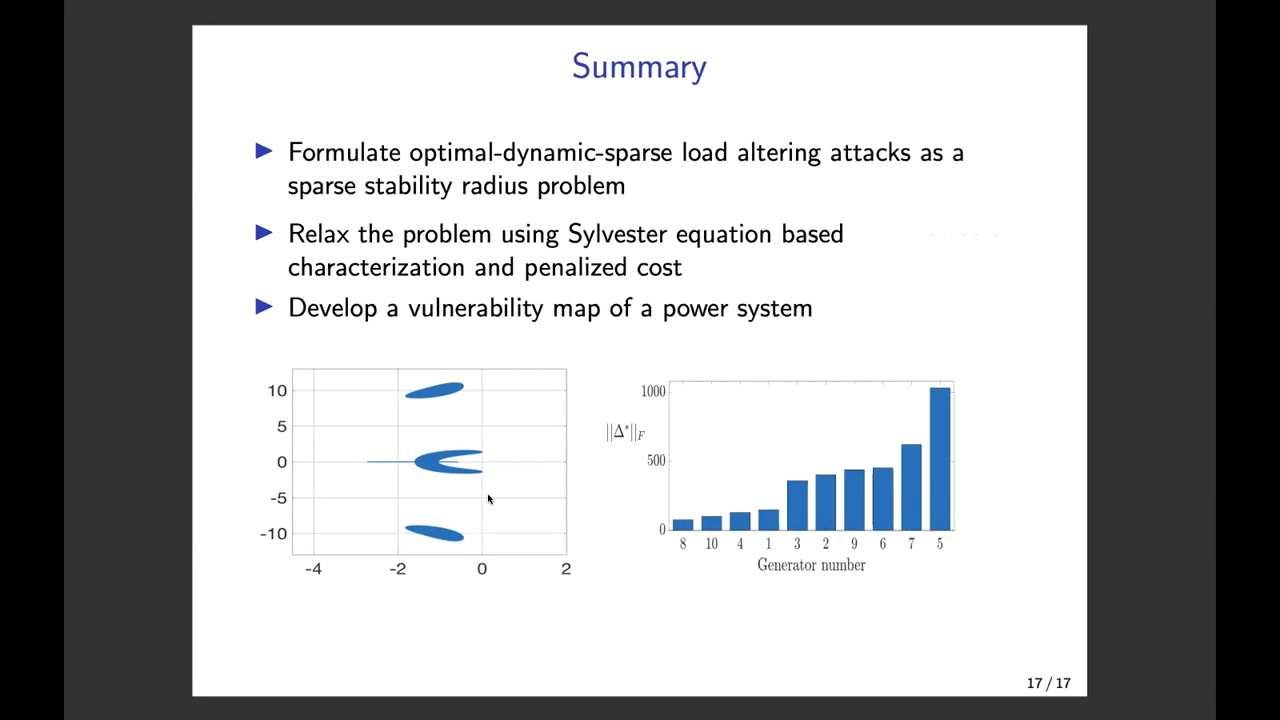 Summary
Formulate optimal-dynamic-sparse load altering attacks as a
sparse stability radius problem
Relax the problem using Sylvester equation based
characterization and penalized cost
Develop a vulnerability map of a power system
10
5
0
-5
-10
-4 -2 0 2
1000
500
0
||Δ*||F
8 10 4 1 3 2 9 6 7 5
Generator number
17 / 17